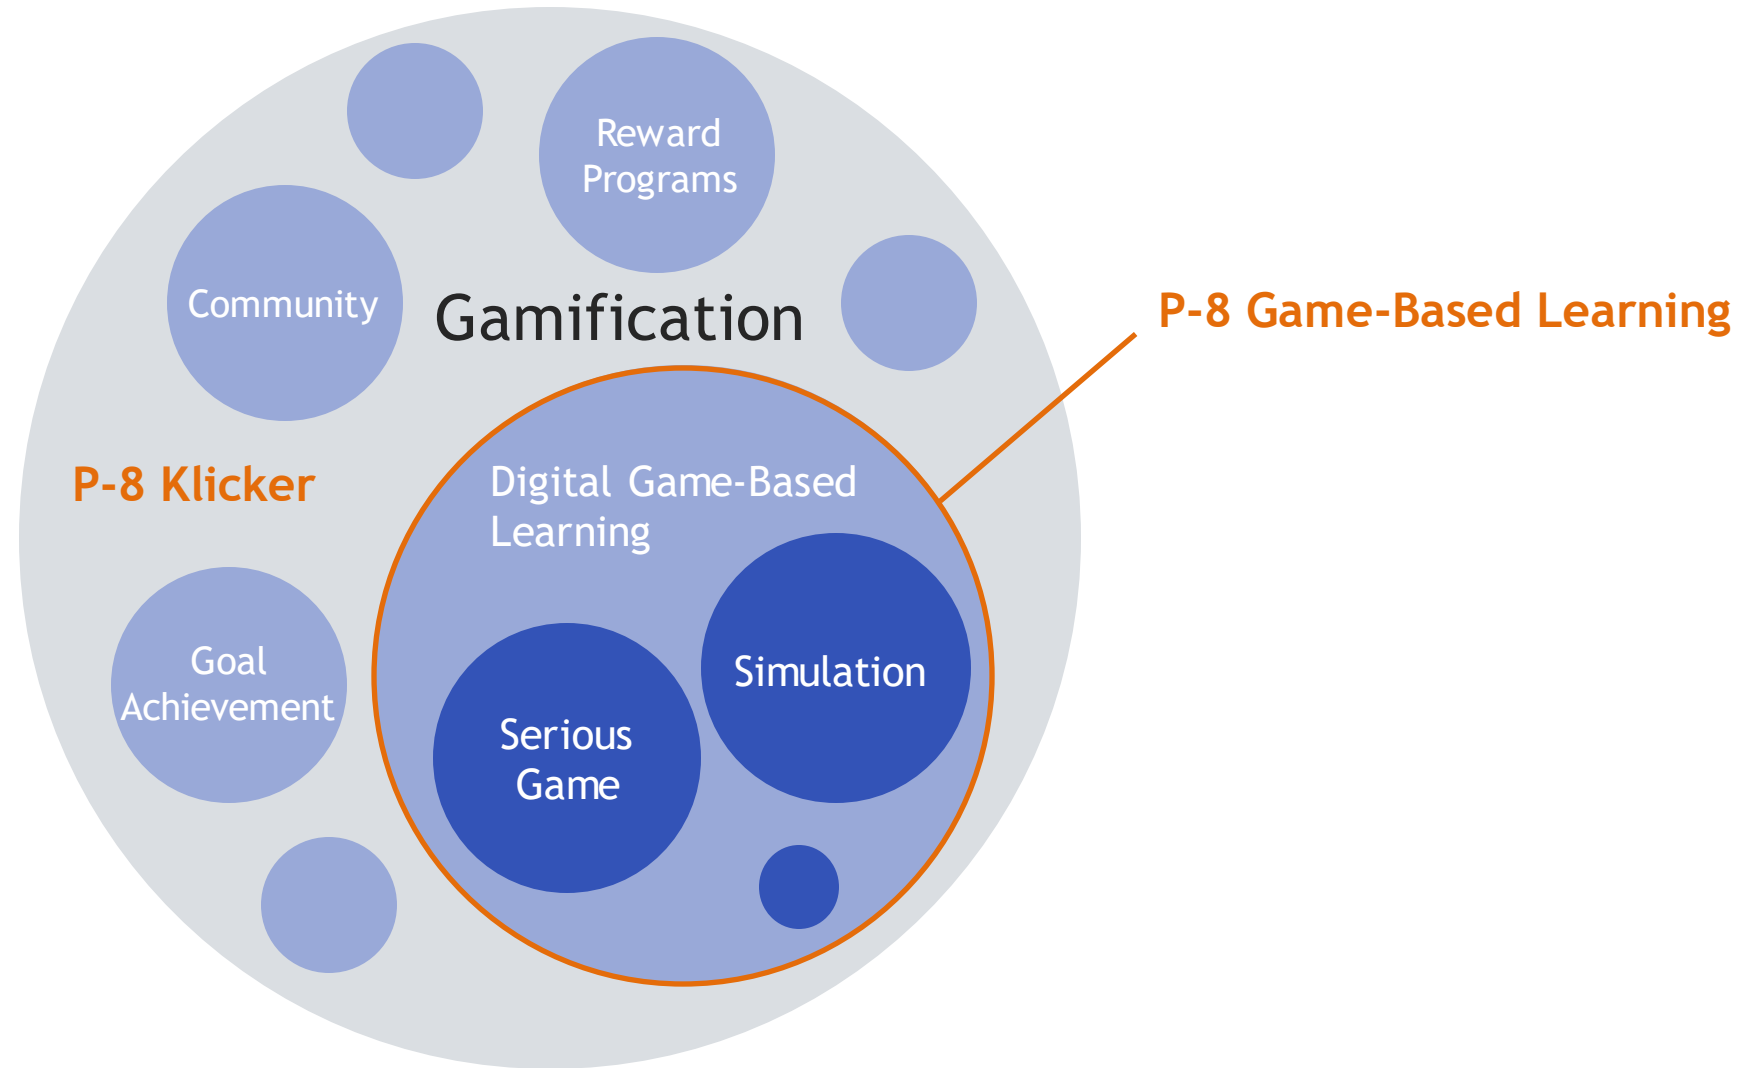 Reward
Programs
Community
Gamification
P-8 Game-Based Learning
P-8 Klicker
Digital Game-Based
Learning
Goal
Achievement
Simulation
Serious
Game